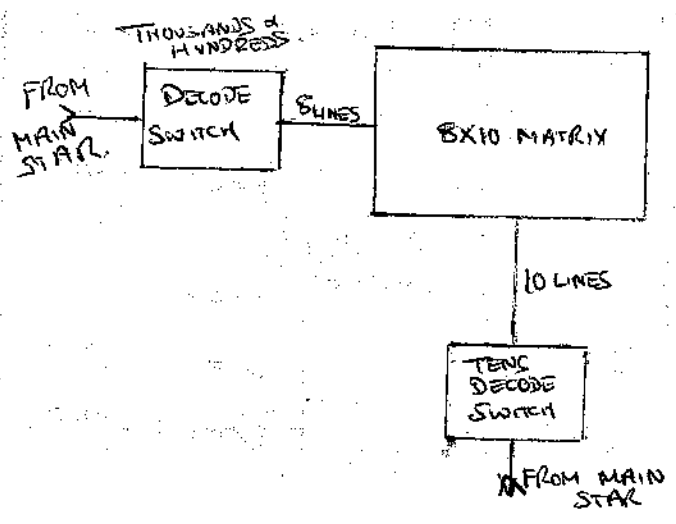 THOUSANDS &
HUNDREDS.
FROM
MAIN
STAR.
DECODE
SWITCH
8 LINES
8X10 MATRIX
10 LINES
TENS
DECODE
SWITCH
FROM MAIN
STAR